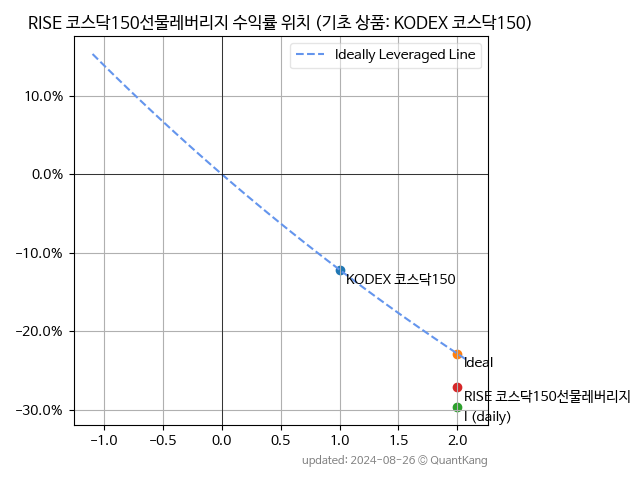 RISE 코스닥150선물레버리지 수익률 위치 (기초 상품: KODEX 코스닥150)
Ideally Leveraged Line
10.0%
0.0%
−10.0%
−20.0%
−30.0%
KODEX 코스닥150
Ideal
RISE 코스닥150선물레버리지
I (daily)
−1.0 −0.5 0.0 0.5 1.0 1.5 2.0
updated: 2024-08-26 © QuantKang